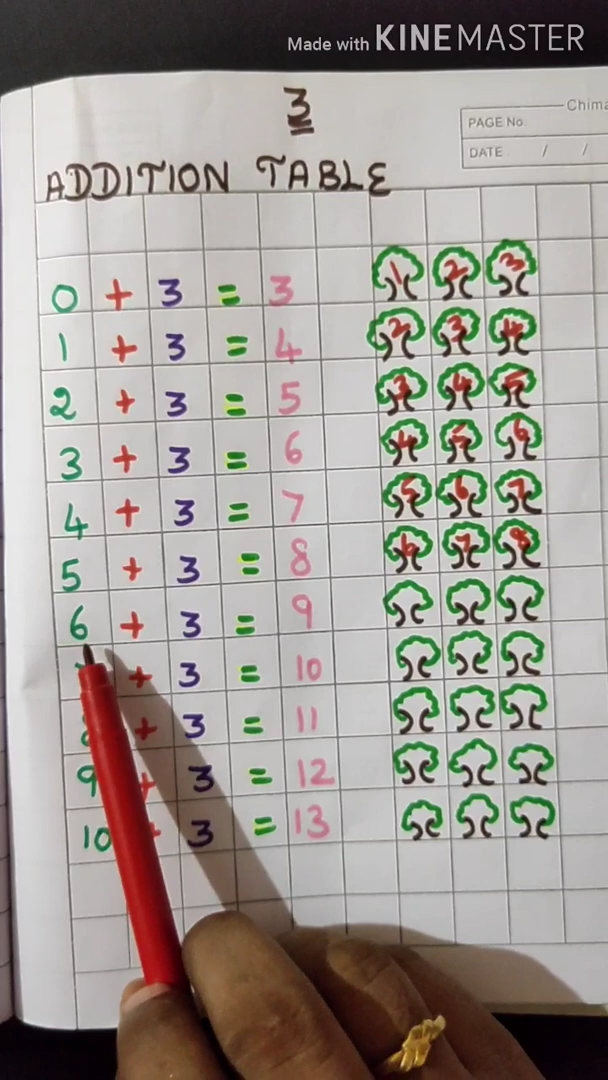 Made with KINEMASTER
3
Chima
PAGE No.
DATE / /
ADDITION TABLE
0 + 3 = 3 1 2 3
1 + 3 = 4 2 3 4
2 + 3 = 5 3 4 5
3 + 3 = 6 4 5 6
4 + 3 = 7 5 6 7
5 + 3 = 8 6 7 8
6 + 3 = 9
+ 3 = 10
8 + 3 = 11
9 + 3 = 12
10 + 3 = 13